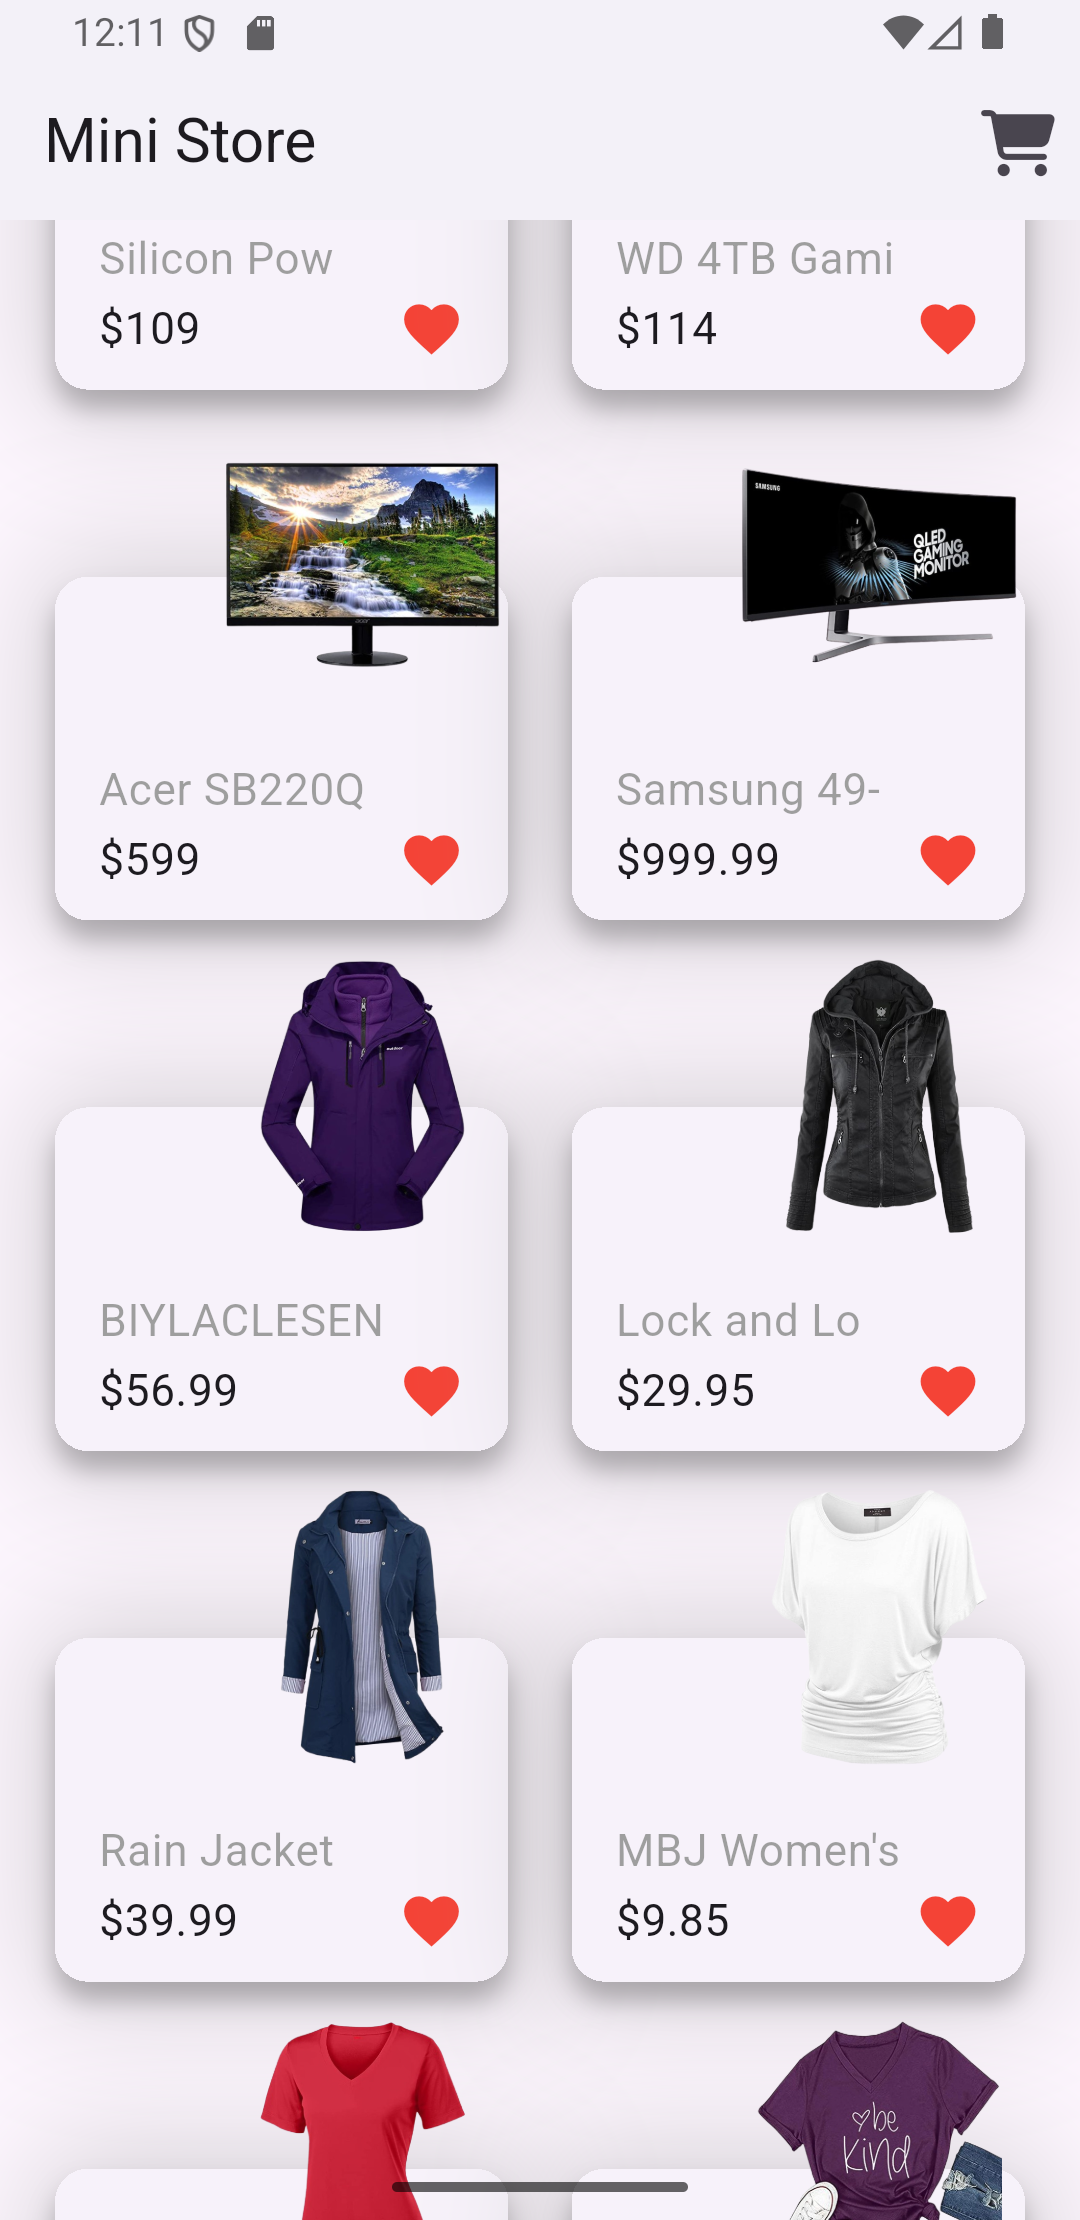 12:11
Mini Store
Silicon Pow
WD 4TB Gami
$109
$114
SAMSUNG
QLED
GAMING
MONITOR
acer
Acer SB220Q
Samsung 49-
$599
$999.99
BIYLACLESEN
Lock and Lo
$56.99
$29.95
Rain Jacket
MBJ Women's
$39.99
$9.85
be
kind